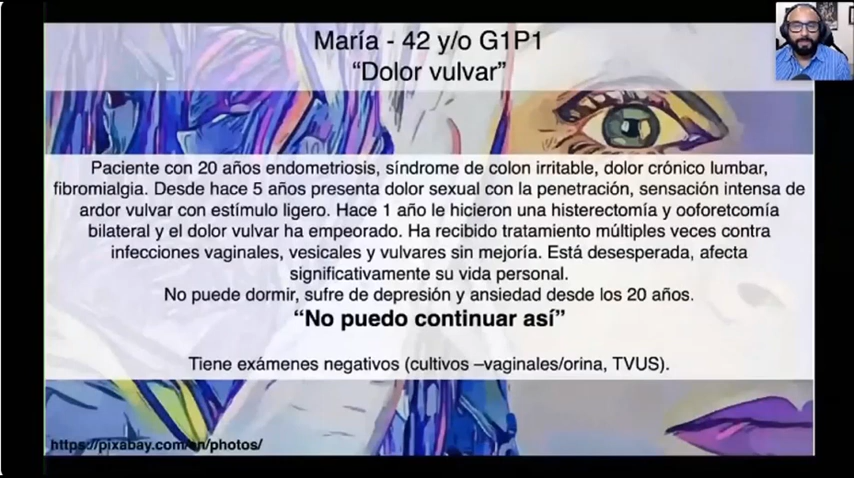 María - 42 y/o G1P1
“Dolor vulvar”
Paciente con 20 años endometriosis, síndrome de colon irritable, dolor crónico lumbar,
fibromialgia. Desde hace 5 años presenta dolor sexual con la penetración, sensación intensa de
ardor vulvar con estímulo ligero. Hace 1 año le hicieron una histerectomía y ooforetcomía
bilateral y el dolor vulvar ha empeorado. Ha recibido tratamiento múltiples veces contra
infecciones vaginales, vesicales y vulvares sin mejoría. Está desesperada, afecta
significativamente su vida personal.
No puede dormir, sufre de depresión y ansiedad desde los 20 años.
“No puedo continuar así”
Tiene exámenes negativos (cultivos –vaginales/orina, TVUS).
https://pixabay.com/en/photos/